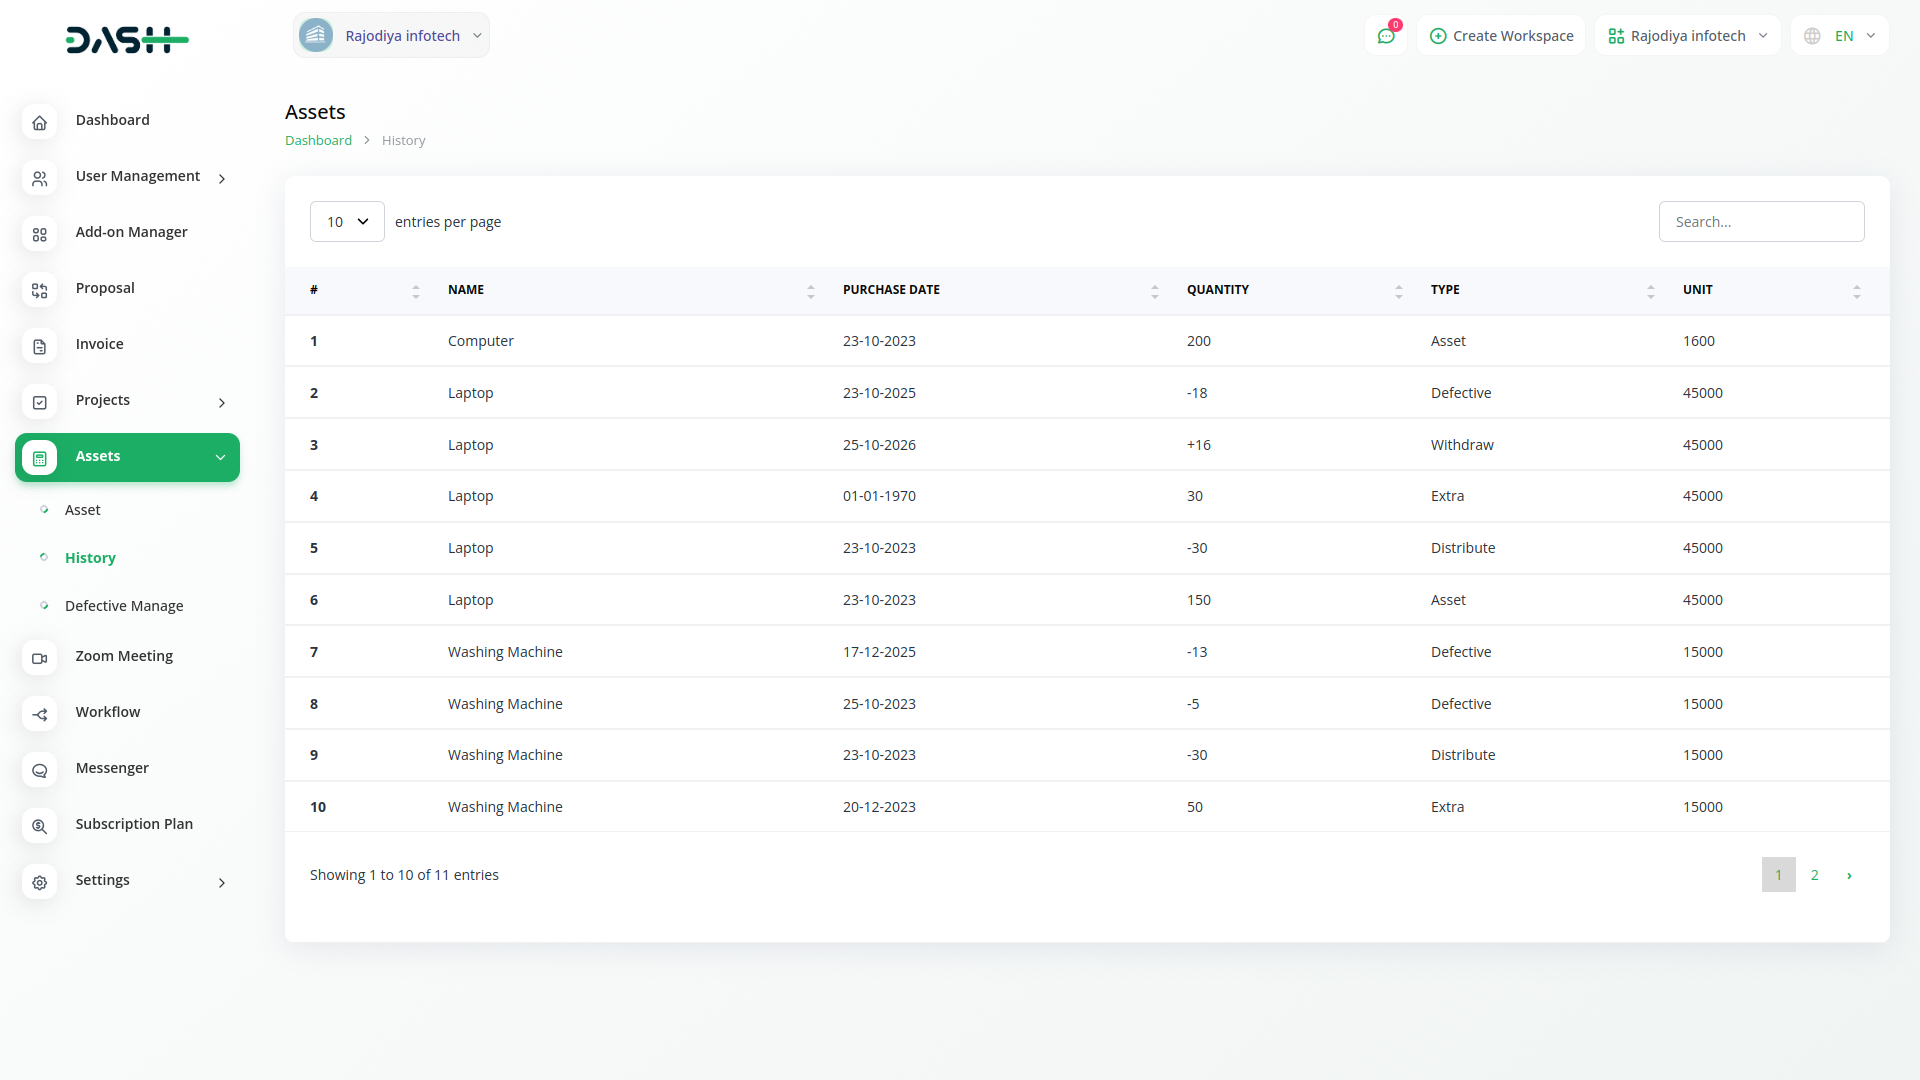 DASH
Rajodiya infotech
0
Create Workspace
Rajodiya infotech
EN
Dashboard
User Management
Add-on Manager
Proposal
Invoice
Projects
Assets
Asset
History
Defective Manage
Zoom Meeting
Workflow
Messenger
Subscription Plan
Settings
Assets
Dashboard > History
10 entries per page
Search...
# NAME PURCHASE DATE QUANTITY TYPE UNIT
1 Computer 23-10-2023 200 Asset 1600
2 Laptop 23-10-2025 -18 Defective 45000
3 Laptop 25-10-2026 +16 Withdraw 45000
4 Laptop 01-01-1970 30 Extra 45000
5 Laptop 23-10-2023 -30 Distribute 45000
6 Laptop 23-10-2023 150 Asset 45000
7 Washing Machine 17-12-2025 -13 Defective 15000
8 Washing Machine 25-10-2023 -5 Defective 15000
9 Washing Machine 23-10-2023 -30 Distribute 15000
10 Washing Machine 20-12-2023 50 Extra 15000
Showing 1 to 10 of 11 entries
1 2 ›